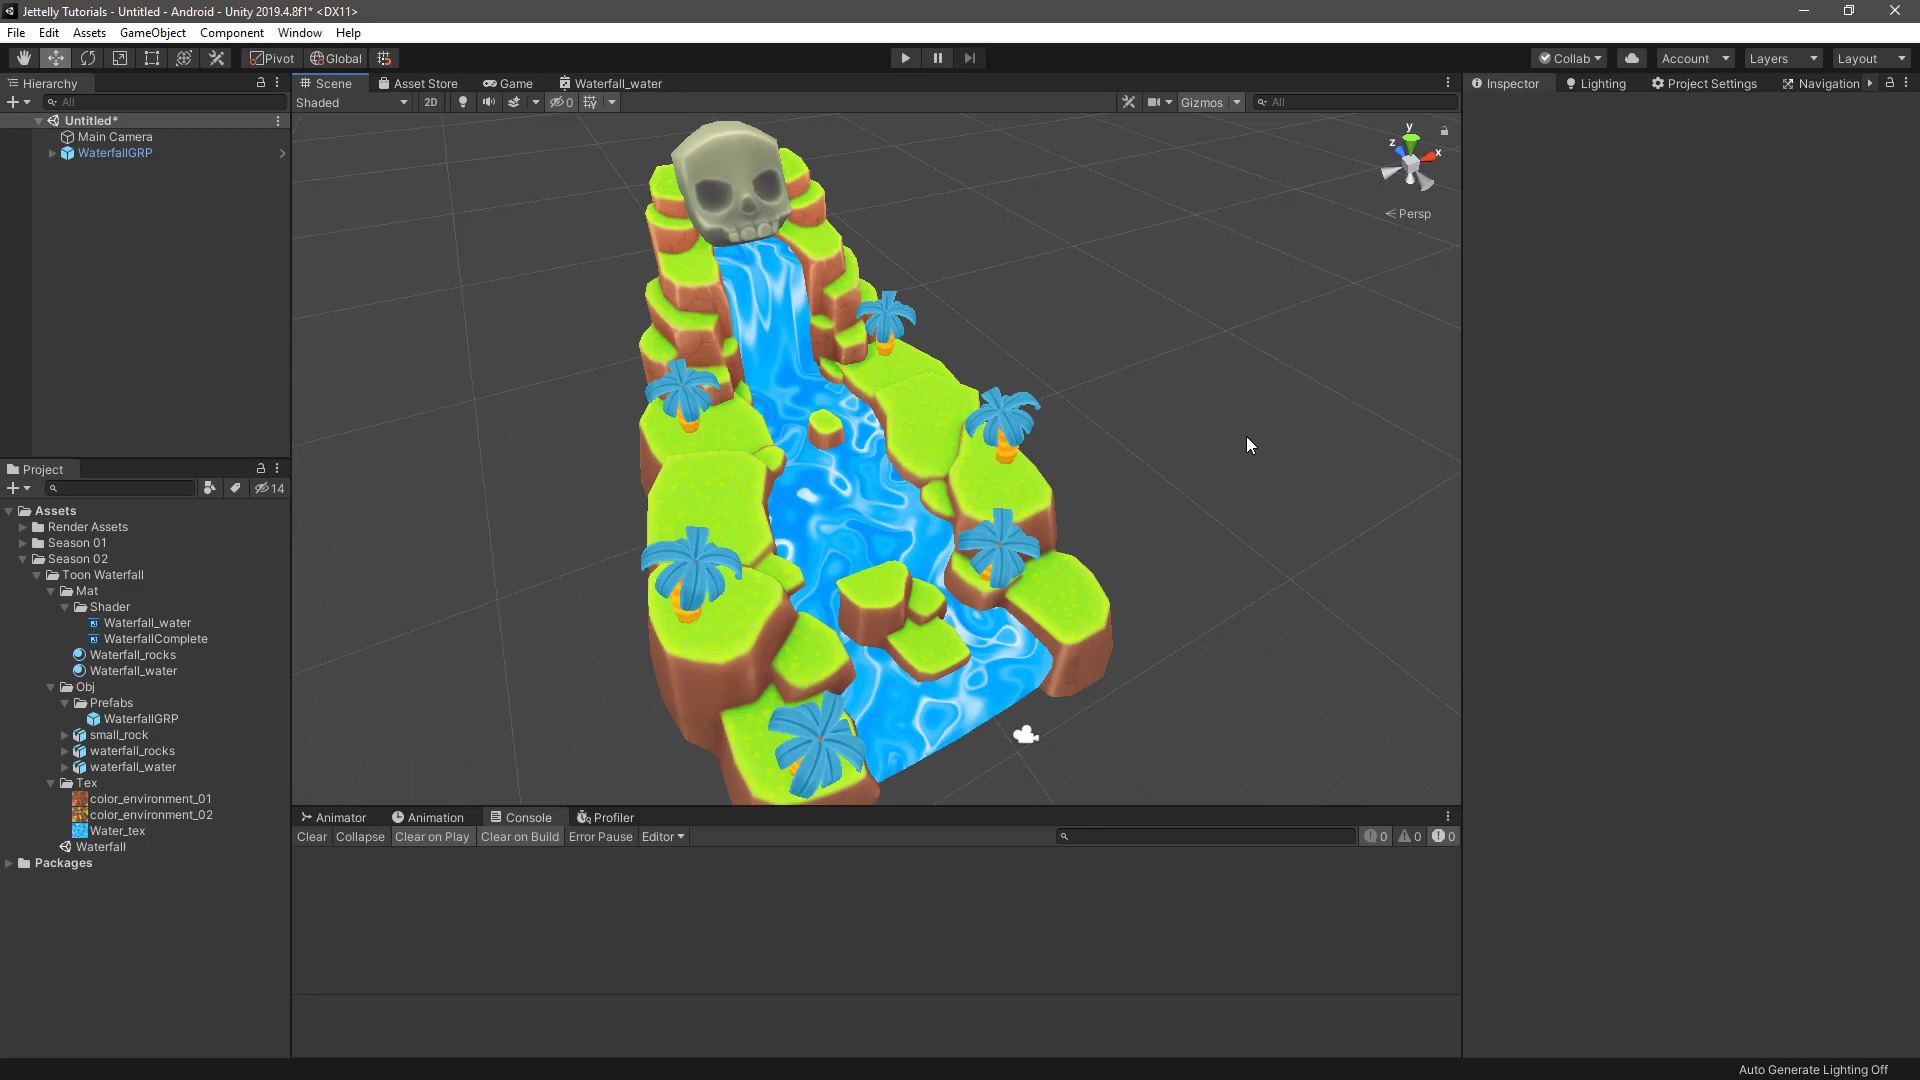 Jettelly Tutorials - Untitled - Android - Unity 2019.4.8f1* <DX11>
File Edit Assets GameObject Component Window Help
Pivot Global Collab Account Layers Layout
Hierarchy
All
Untitled*
Main Camera
WaterfallGRP
Scene Asset Store Game Waterfall_water
Shaded 2D 0 Gizmos All
y
z
x
Persp
Inspector Lighting Project Settings Navigation
Project
14
Assets
Render Assets
Season 01
Season 02
Toon Waterfall
Mat
Shader
Waterfall_water
WaterfallComplete
Waterfall_rocks
Waterfall_water
Obj
Prefabs
WaterfallGRP
small_rock
waterfall_rocks
waterfall_water
Tex
color_environment_01
color_environment_02
Water_tex
Waterfall
Packages
Animator Animation Console Profiler
Clear Collapse Clear on Play Clear on Build Error Pause Editor 0 0 0
Auto Generate Lighting Off